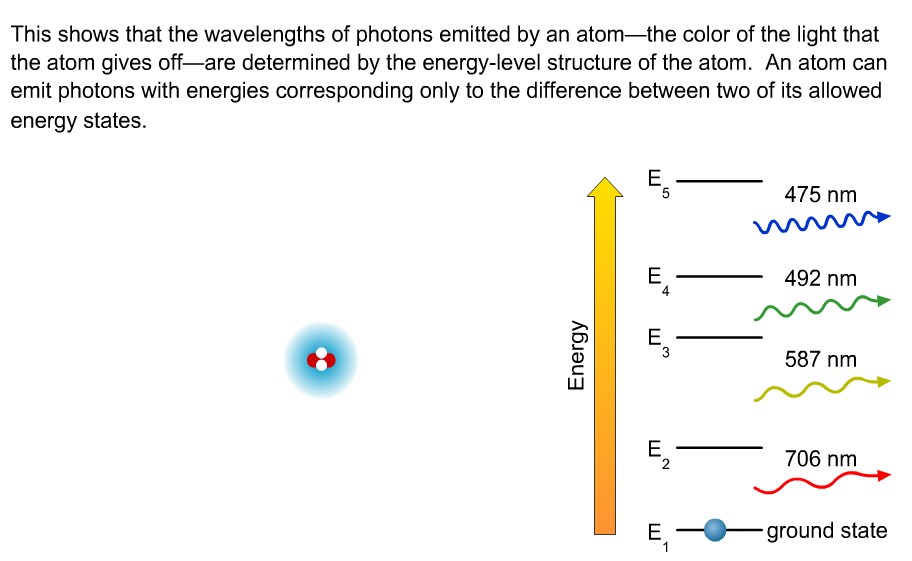 This shows that the wavelengths of photons emitted by an atom—the color of the light that
the atom gives off—are determined by the energy-level structure of the atom.  An atom can
emit photons with energies corresponding only to the difference between two of its allowed
energy states.
E5
475 nm
E4
492 nm
E3
587 nm
Energy
E2
706 nm
E1
ground state